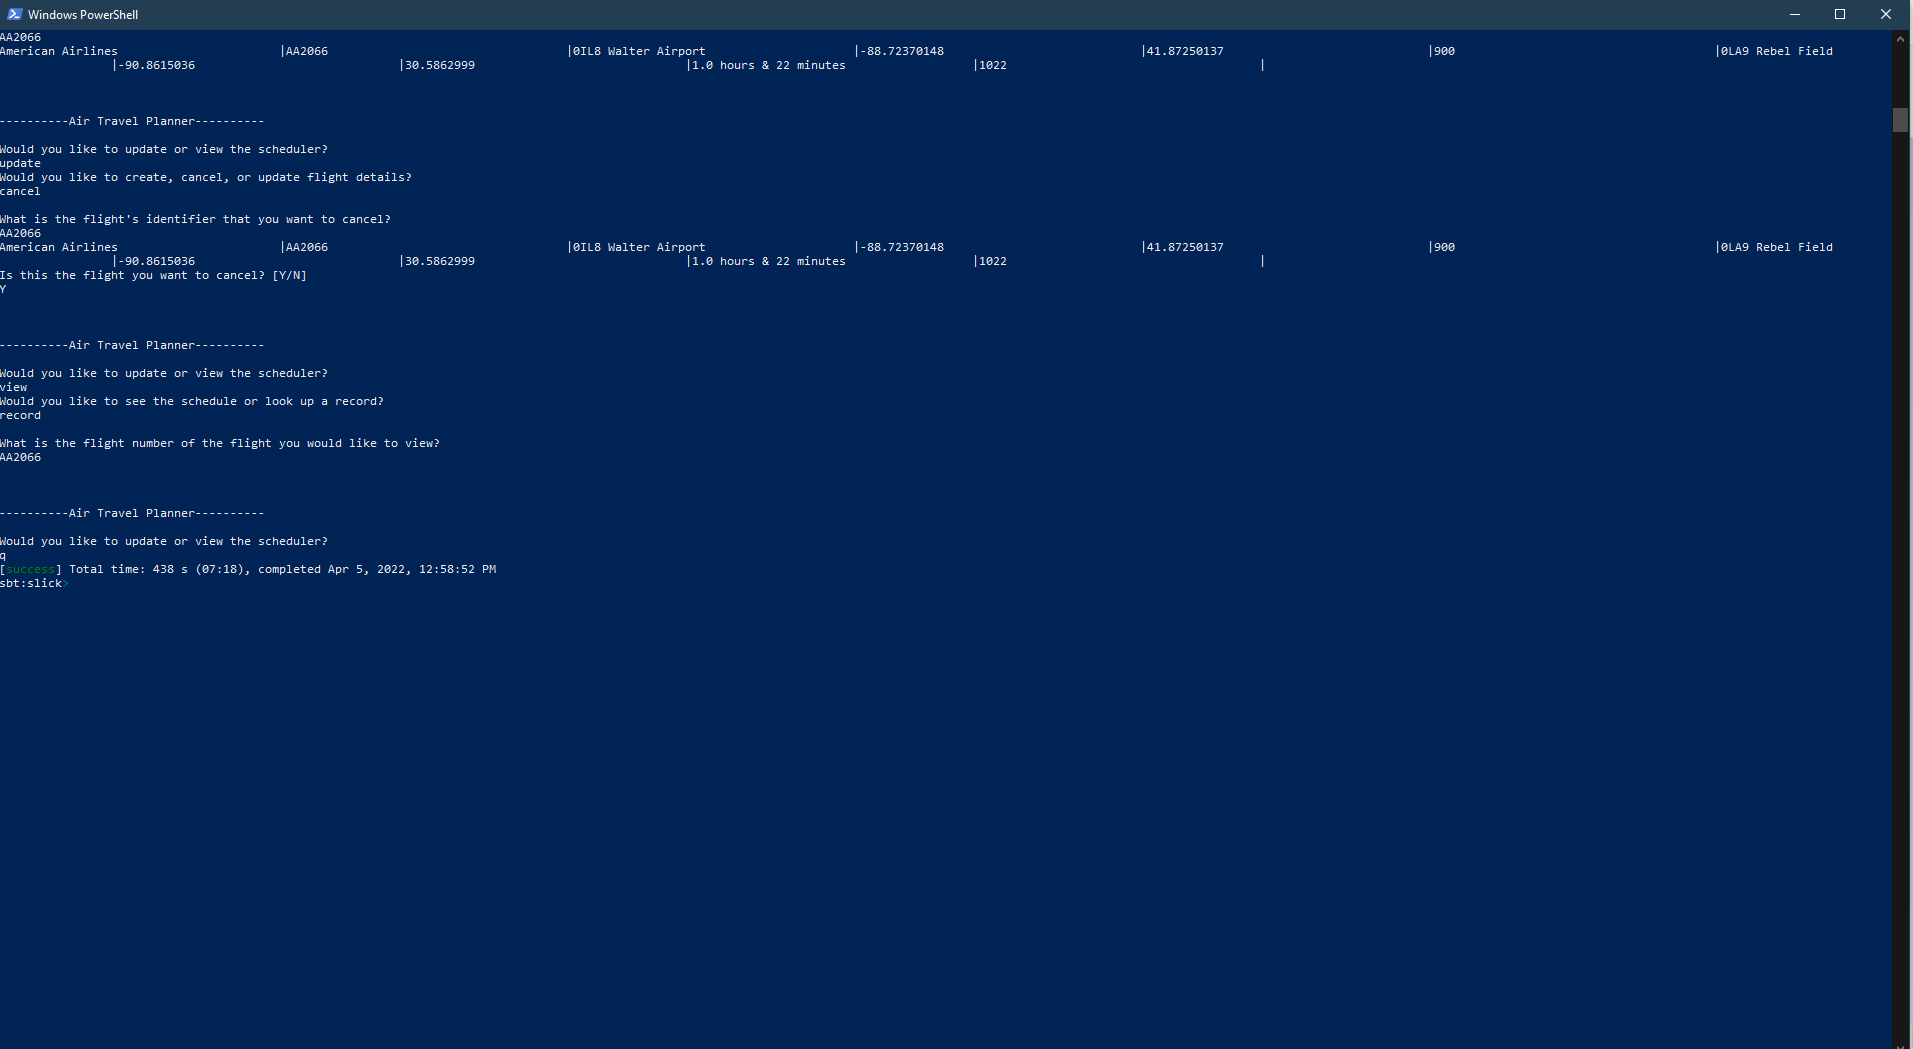 Windows PowerShell
AA2066
American Airlines |AA2066 |0IL8 Walter Airport |-88.72370148 |41.87250137 |900 |0LA9 Rebel Field
|-90.8615036 |30.5862999 |1.0 hours & 22 minutes |1022 |
----------Air Travel Planner----------
Would you like to update or view the scheduler?
update
Would you like to create, cancel, or update flight details?
cancel
What is the flight's identifier that you want to cancel?
AA2066
American Airlines |AA2066 |0IL8 Walter Airport |-88.72370148 |41.87250137 |900 |0LA9 Rebel Field
|-90.8615036 |30.5862999 |1.0 hours & 22 minutes |1022 |
Is this the flight you want to cancel? [Y/N]
Y
----------Air Travel Planner----------
Would you like to update or view the scheduler?
view
Would you like to see the schedule or look up a record?
record
What is the flight number of the flight you would like to view?
AA2066
----------Air Travel Planner----------
Would you like to update or view the scheduler?
q
[success] Total time: 438 s (07:18), completed Apr 5, 2022, 12:58:52 PM
sbt:slick>